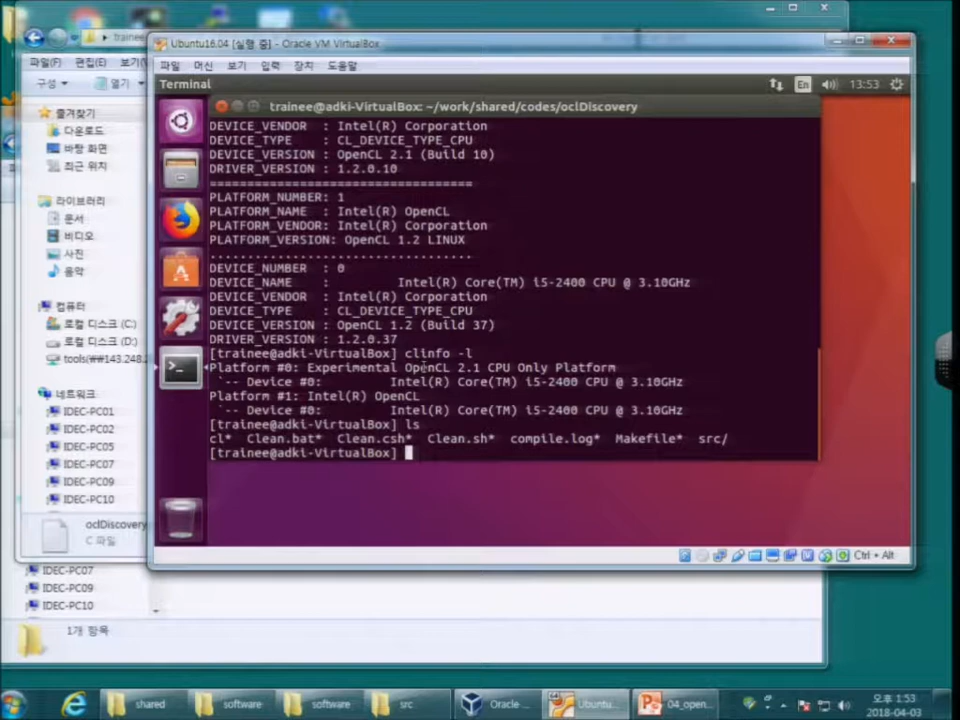 trainee
Ubuntu16.04 [실행 중] - Oracle VM VirtualBox
파일(F) 편집(E) 보기(
파일 머신 보기 입력 장치 도움말
구성 열기
Terminal
En
13:53
trainee@adki-VirtualBox: ~/work/shared/codes/oclDiscovery
즐겨찾기
다운로드
바탕 화면
최근 위치
라이브러리
문서
비디오
사진
음악
컴퓨터
로컬 디스크 (C:)
로컬 디스크 (D:)
tools(₩₩143.248.
네트워크
IDEC-PC01
IDEC-PC02
IDEC-PC05
IDEC-PC07
IDEC-PC09
IDEC-PC10
oclDiscovery
C 파일
DEVICE_VENDOR : Intel(R) Corporation
DEVICE_TYPE : CL_DEVICE_TYPE_CPU
DEVICE_VERSION : OpenCL 2.1 (Build 10)
DRIVER_VERSION : 1.2.0.10
===================================
PLATFORM_NUMBER: 1
PLATFORM_NAME : Intel(R) OpenCL
PLATFORM_VENDOR: Intel(R) Corporation
PLATFORM_VERSION: OpenCL 1.2 LINUX
...................................
DEVICE_NUMBER : 0
DEVICE_NAME : Intel(R) Core(TM) i5-2400 CPU @ 3.10GHz
DEVICE_VENDOR : Intel(R) Corporation
DEVICE_TYPE : CL_DEVICE_TYPE_CPU
DEVICE_VERSION : OpenCL 1.2 (Build 37)
DRIVER_VERSION : 1.2.0.37
[trainee@adki-VirtualBox] clinfo -l
Platform #0: Experimental OpenCL 2.1 CPU Only Platform
`-- Device #0: Intel(R) Core(TM) i5-2400 CPU @ 3.10GHz
Platform #1: Intel(R) OpenCL
`-- Device #0: Intel(R) Core(TM) i5-2400 CPU @ 3.10GHz
[trainee@adki-VirtualBox] ls
cl* Clean.bat* Clean.csh* Clean.sh* compile.log* Makefile* src/
[trainee@adki-VirtualBox]
Ctrl + Alt
IDEC-PC07
IDEC-PC09
IDEC-PC10
1개 항목
shared
software
software
src
Oracle ...
Ubuntu...
04_open...
오후 1:53
2018-04-03